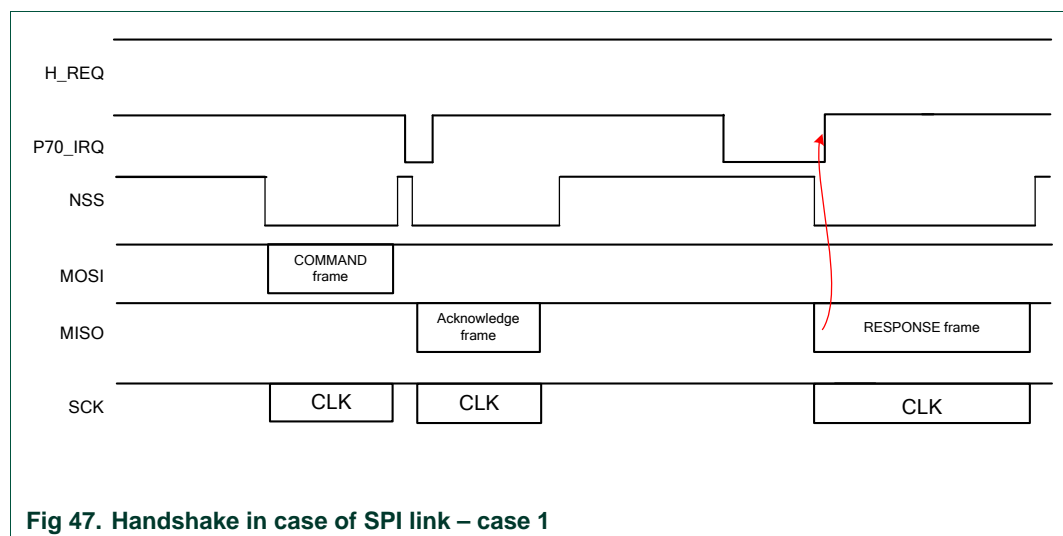 H_REQ
P70_IRQ
NSS
MOSI
COMMAND
frame
MISO
Acknowledge
frame
RESPONSE frame
SCK
CLK
CLK
CLK
Fig 47. Handshake in case of SPI link – case 1